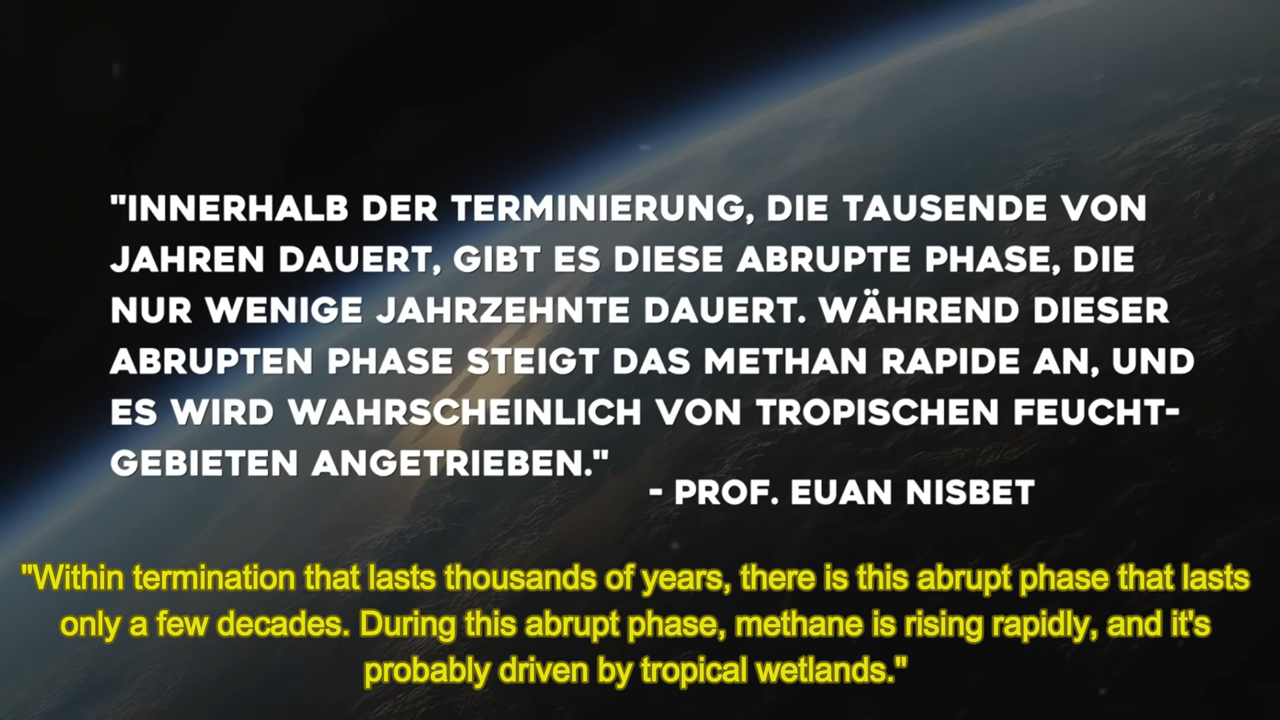 "INNERHALB DER TERMINIERUNG, DIE TAUSENDE VON
JAHREN DAUERT, GIBT ES DIESE ABRUPTE PHASE, DIE
NUR WENIGE JAHRZEHNTE DAUERT. WÄHREND DIESER
ABRUPTEN PHASE STEIGT DAS METHAN RAPIDE AN, UND
ES WIRD WAHRSCHEINLICH VON TROPISCHEN FEUCHT-
GEBIETEN ANGETRIEBEN."
- PROF. EUAN NISBET
"Within termination that lasts thousands of years, there is this abrupt phase that lasts
only a few decades. During this abrupt phase, methane is rising rapidly, and it's
probably driven by tropical wetlands."